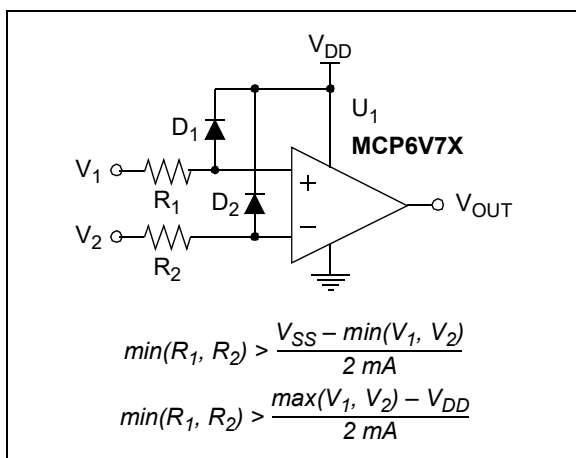 V_DD
U_1
MCP6V7X
D_1
V_1
R_1
+
D_2
V_OUT
V_2
R_2
−
min(R_1, R_2) > (V_SS – min(V_1, V_2)) / 2 mA
min(R_1, R_2) > (max(V_1, V_2) – V_DD) / 2 mA